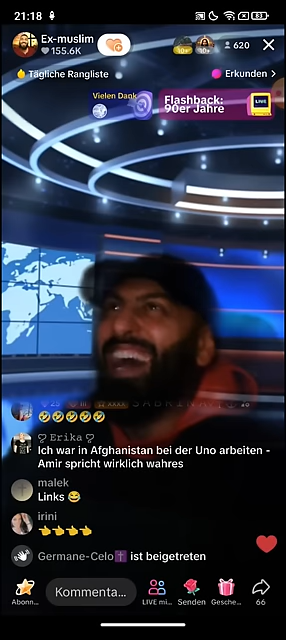 21:18
83
Ex-muslim
155.6K
620
Tägliche Rangliste
Erkunden >
Vielen Dank
Flashback:
90er Jahre
LIVE
🤣🤣🤣🤣🤣
Erika
Ich war in Afghanistan bei der Uno arbeiten -
Amir spricht wirklich wahres
malek
Links 😂
irini
👈👈👈👈
Germane-Celo✝️ ist beigetreten
Abonn...
Kommenta...
LIVE mi...
Senden
Gesche...
66